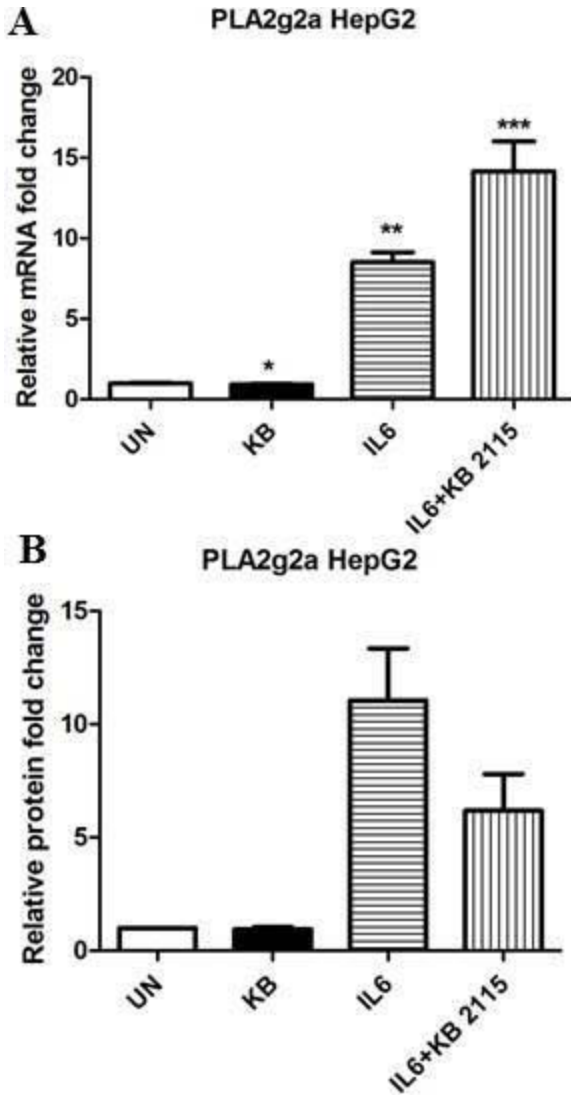 A
PLA2g2a HepG2
Relative mRNA fold change
20
15
10
5
0
*
**
***
UN
KB
IL6
IL6+KB 2115
B
PLA2g2a HepG2
Relative protein fold change
15
10
5
0
UN
KB
IL6
IL6+KB 2115